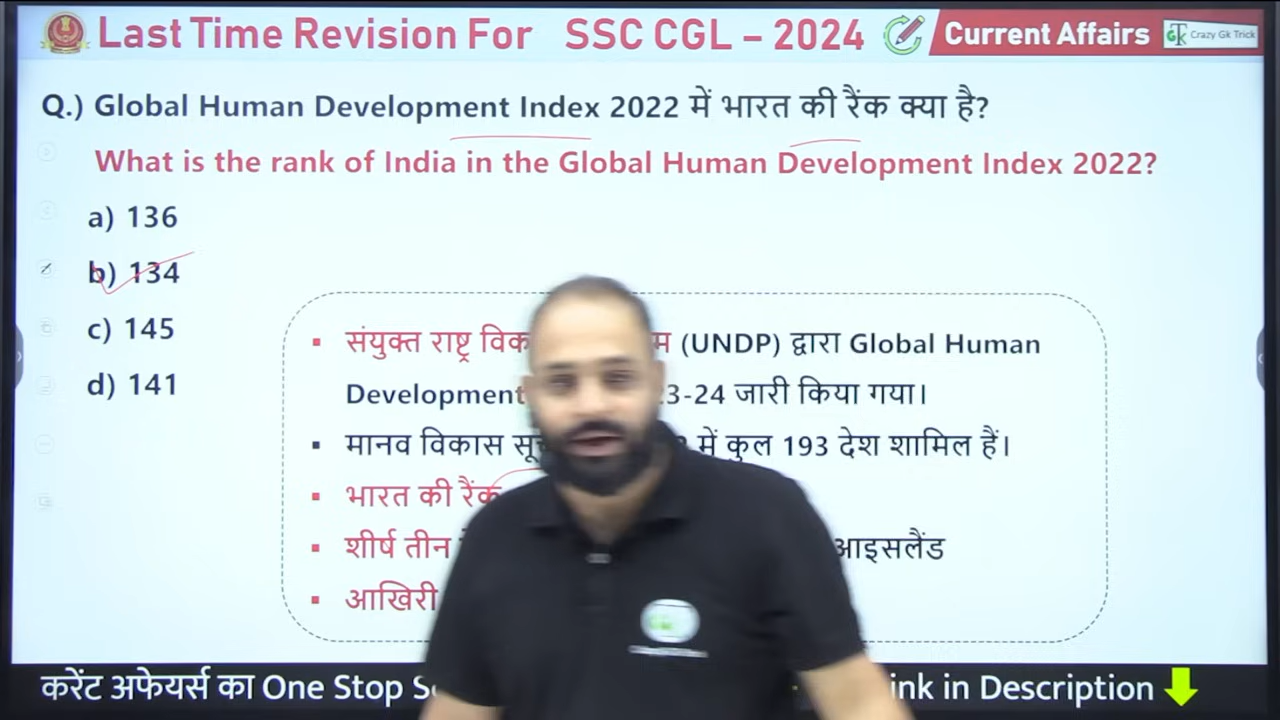 Last Time Revision For SSC CGL – 2024 Current Affairs Crazy Gk Trick
Q.) Global Human Development Index 2022 में भारत की रैंक क्या है?
What is the rank of India in the Global Human Development Index 2022?
a) 136
b) 134
c) 145
d) 141
▪ संयुक्त राष्ट्र (UNDP) द्वारा Global Human
Development 3-24 जारी किया गया।
▪ मानव विकास में कुल 193 देश शामिल हैं।
▪ भारत की रैंक
▪ शीर्ष तीन आइसलैंड
▪ आखिरी
करेंट अफेयर्स का One Stop in Description